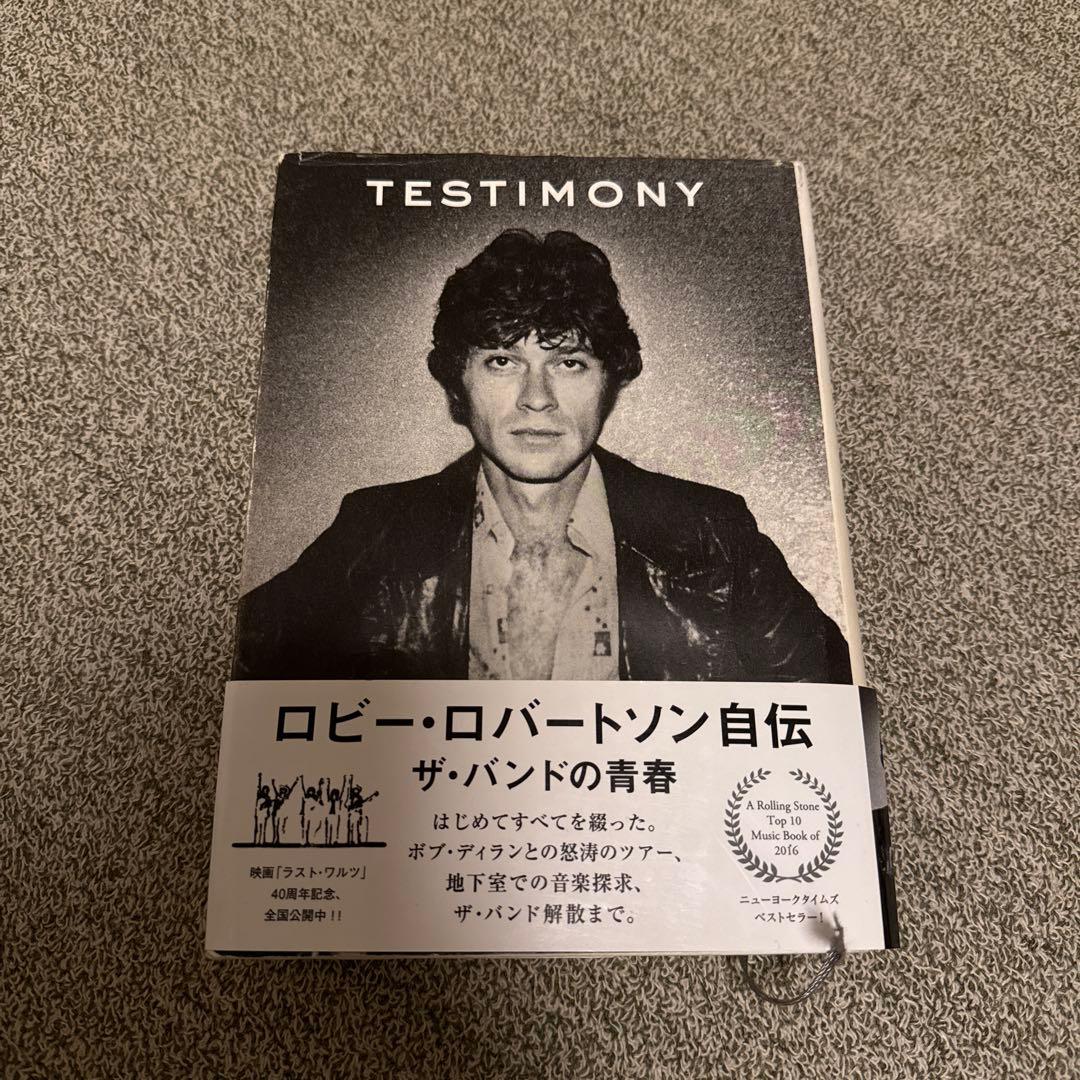 TESTIMONY
ロビー・ロバートソン自伝
ザ・バンドの青春
はじめてすべてを綴った。
ボブ・ディランとの怒涛のツアー、
地下室での音楽探求、
ザ・バンド解散まで。
映画「ラスト・ワルツ」
40周年記念、
全国公開中!!
A Rolling Stone
Top 10
Music Book of
2016
ニューヨークタイムズ
ベストセラー!